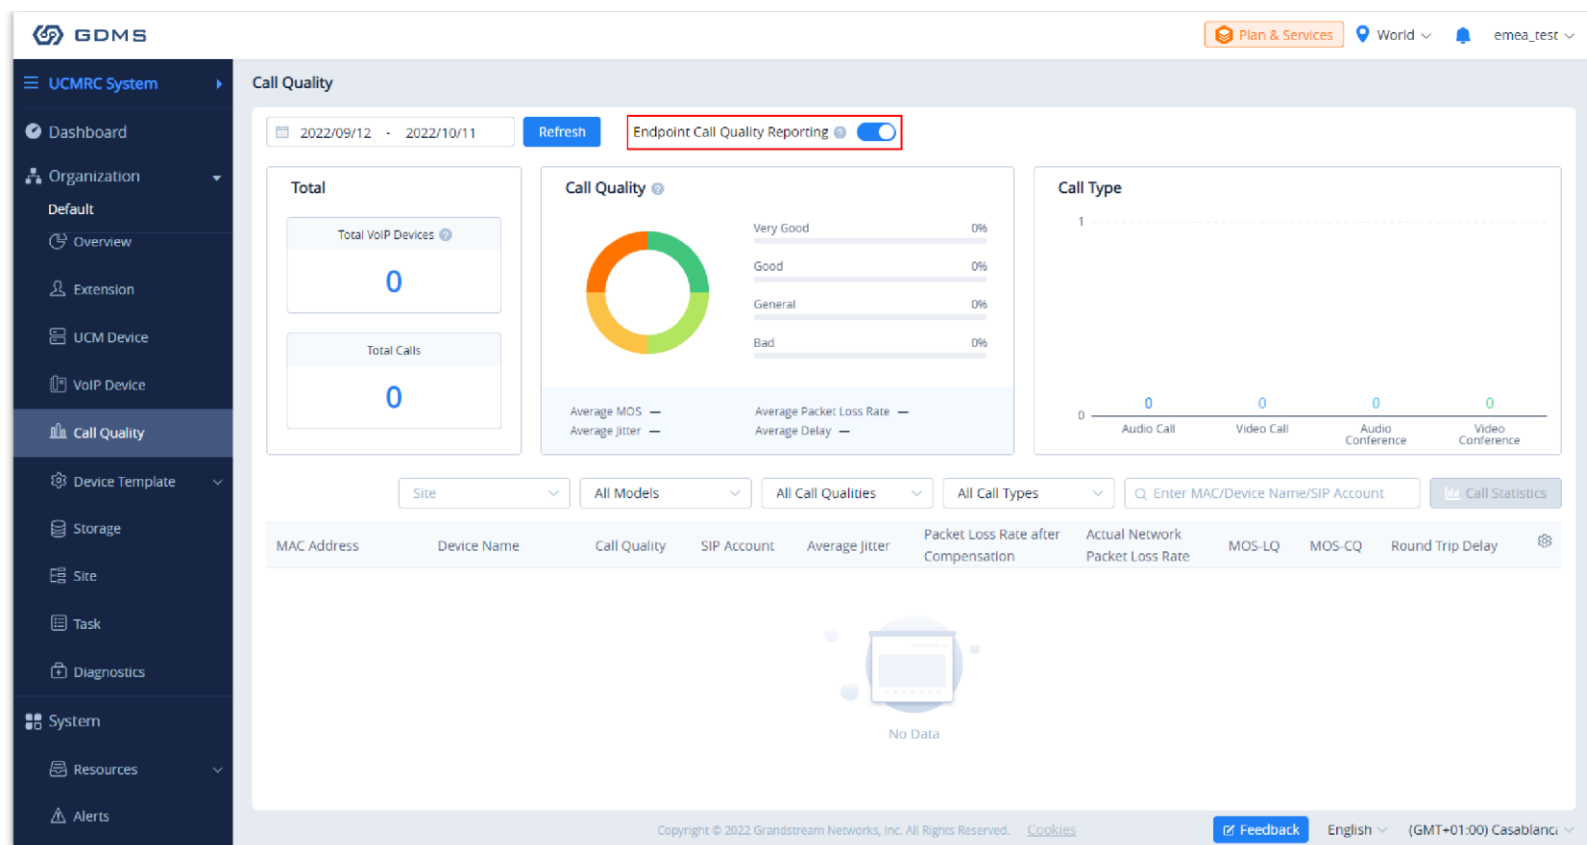 GDMS
Plan & Services
World
emea_test
UCMRC System
Dashboard
Organization
Default
Overview
Extension
UCM Device
VoIP Device
Call Quality
Device Template
Storage
Site
Task
Diagnostics
System
Resources
Alerts
Call Quality
2022/09/12 - 2022/10/11
Refresh
Endpoint Call Quality Reporting
Total
Total VoIP Devices
0
Total Calls
0
Call Quality
Very Good 0%
Good 0%
General 0%
Bad 0%
Average MOS —
Average Packet Loss Rate —
Average Jitter —
Average Delay —
Call Type
1
0
0 0 0 0
Audio Call
Video Call
Audio Conference
Video Conference
Site
All Models
All Call Qualities
All Call Types
Enter MAC/Device Name/SIP Account
Call Statistics
MAC Address
Device Name
Call Quality
SIP Account
Average Jitter
Packet Loss Rate after
Compensation
Actual Network
Packet Loss Rate
MOS-LQ
MOS-CQ
Round Trip Delay
No Data
Copyright © 2022 Grandstream Networks, Inc. All Rights Reserved. Cookies
Feedback
English
(GMT+01:00) Casablanc